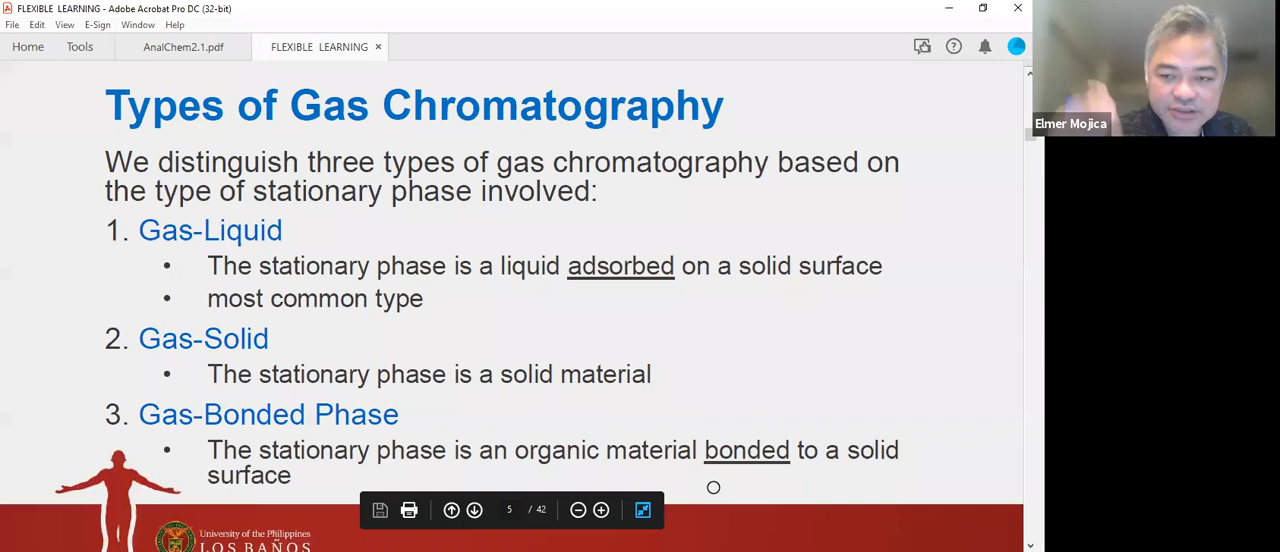 FLEXIBLE LEARNING - Adobe Acrobat Pro DC (32-bit)
File Edit View E-Sign Window Help
Home Tools AnalChem2.1.pdf FLEXIBLE LEARNING ×
Types of Gas Chromatography
We distinguish three types of gas chromatography based on
the type of stationary phase involved:
1. Gas-Liquid
• The stationary phase is a liquid adsorbed on a solid surface
• most common type
2. Gas-Solid
• The stationary phase is a solid material
3. Gas-Bonded Phase
• The stationary phase is an organic material bonded to a solid
surface
5 / 42
University of the Philippines
LOS BAÑOS
Elmer Mojica